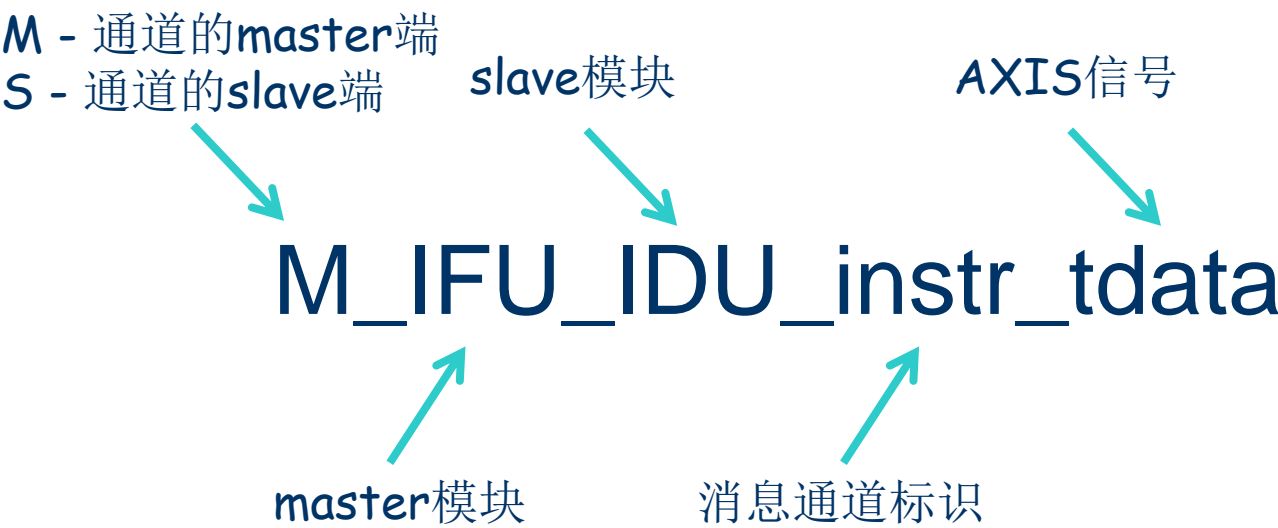 M - 通道的master端
S - 通道的slave端
slave模块
AXIS信号
M_IFU_IDU_instr_tdata
master模块
消息通道标识